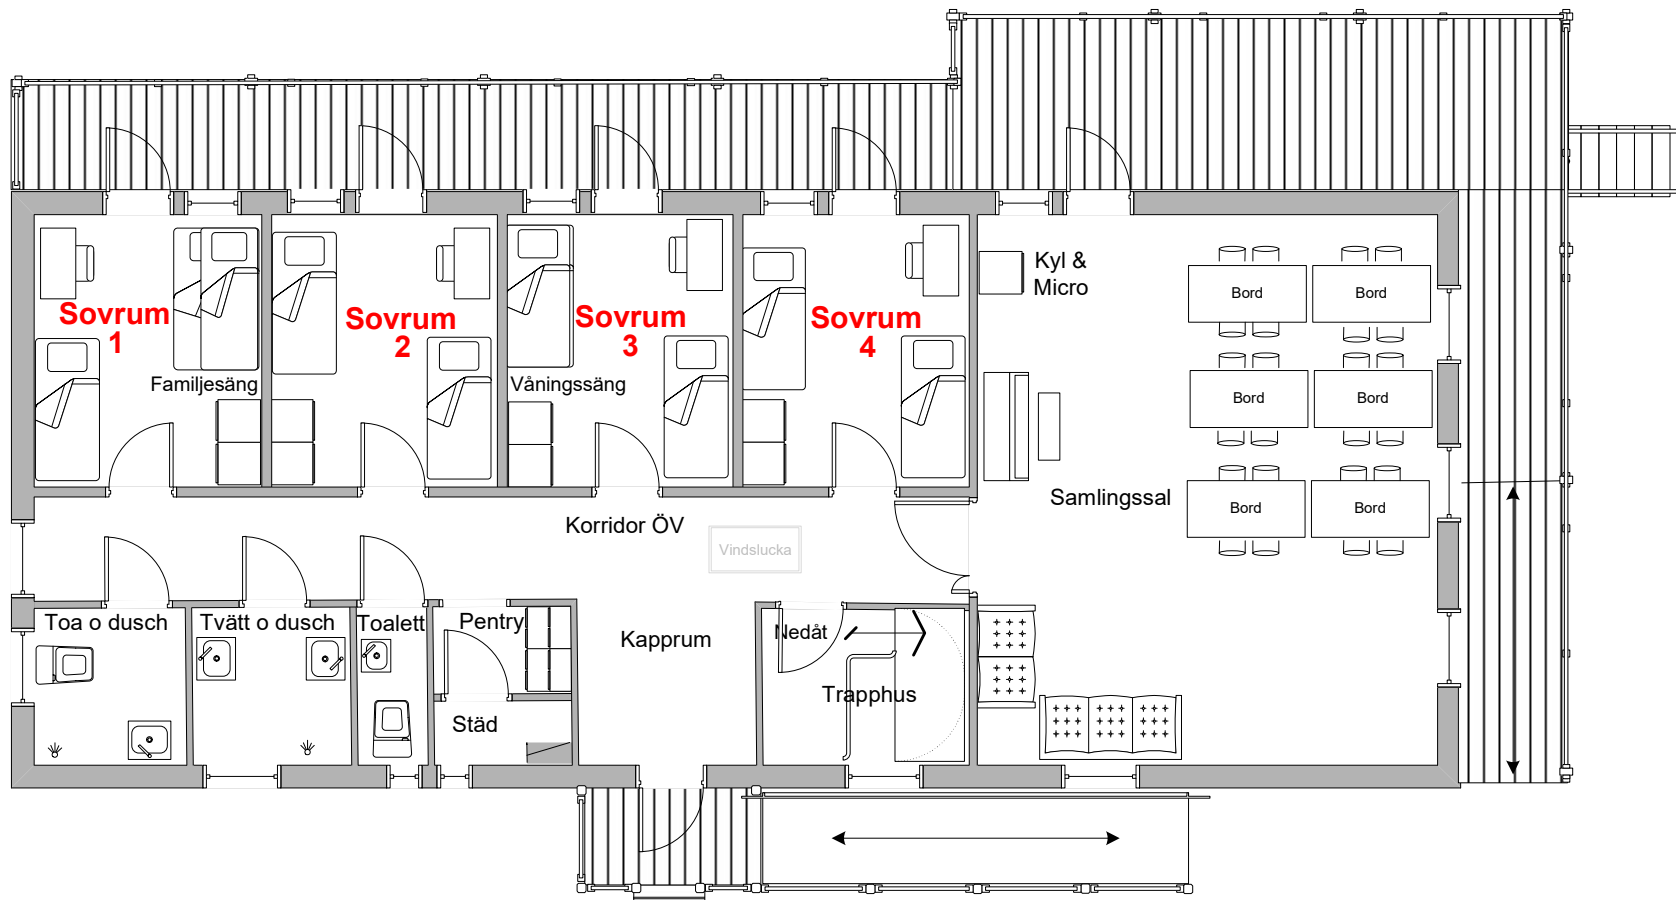 Kyl &
Micro
Bord
Bord
Sovrum
1
Sovrum
2
Sovrum
3
Sovrum
4
Familjesäng
Våningssäng
Bord
Bord
Samlingssal
Bord
Bord
Korridor ÖV
Vindslucka
Toa o dusch
Tvätt o dusch
Toalett
Pentry
Kapprum
Nedåt
Trapphus
Städ